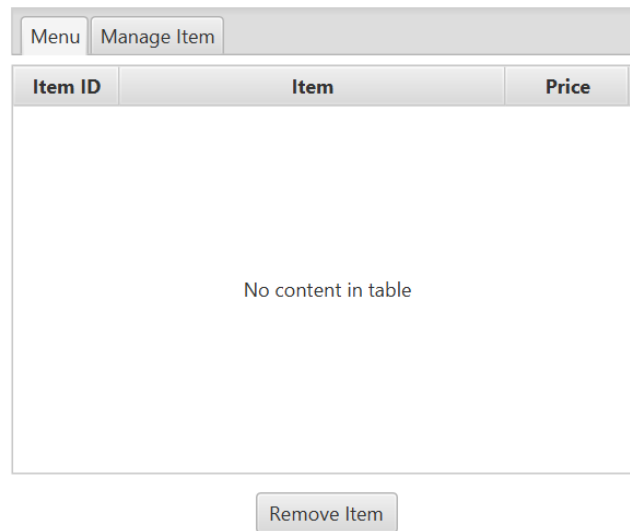 Menu Manage Item
Item ID Item Price
No content in table
Remove Item